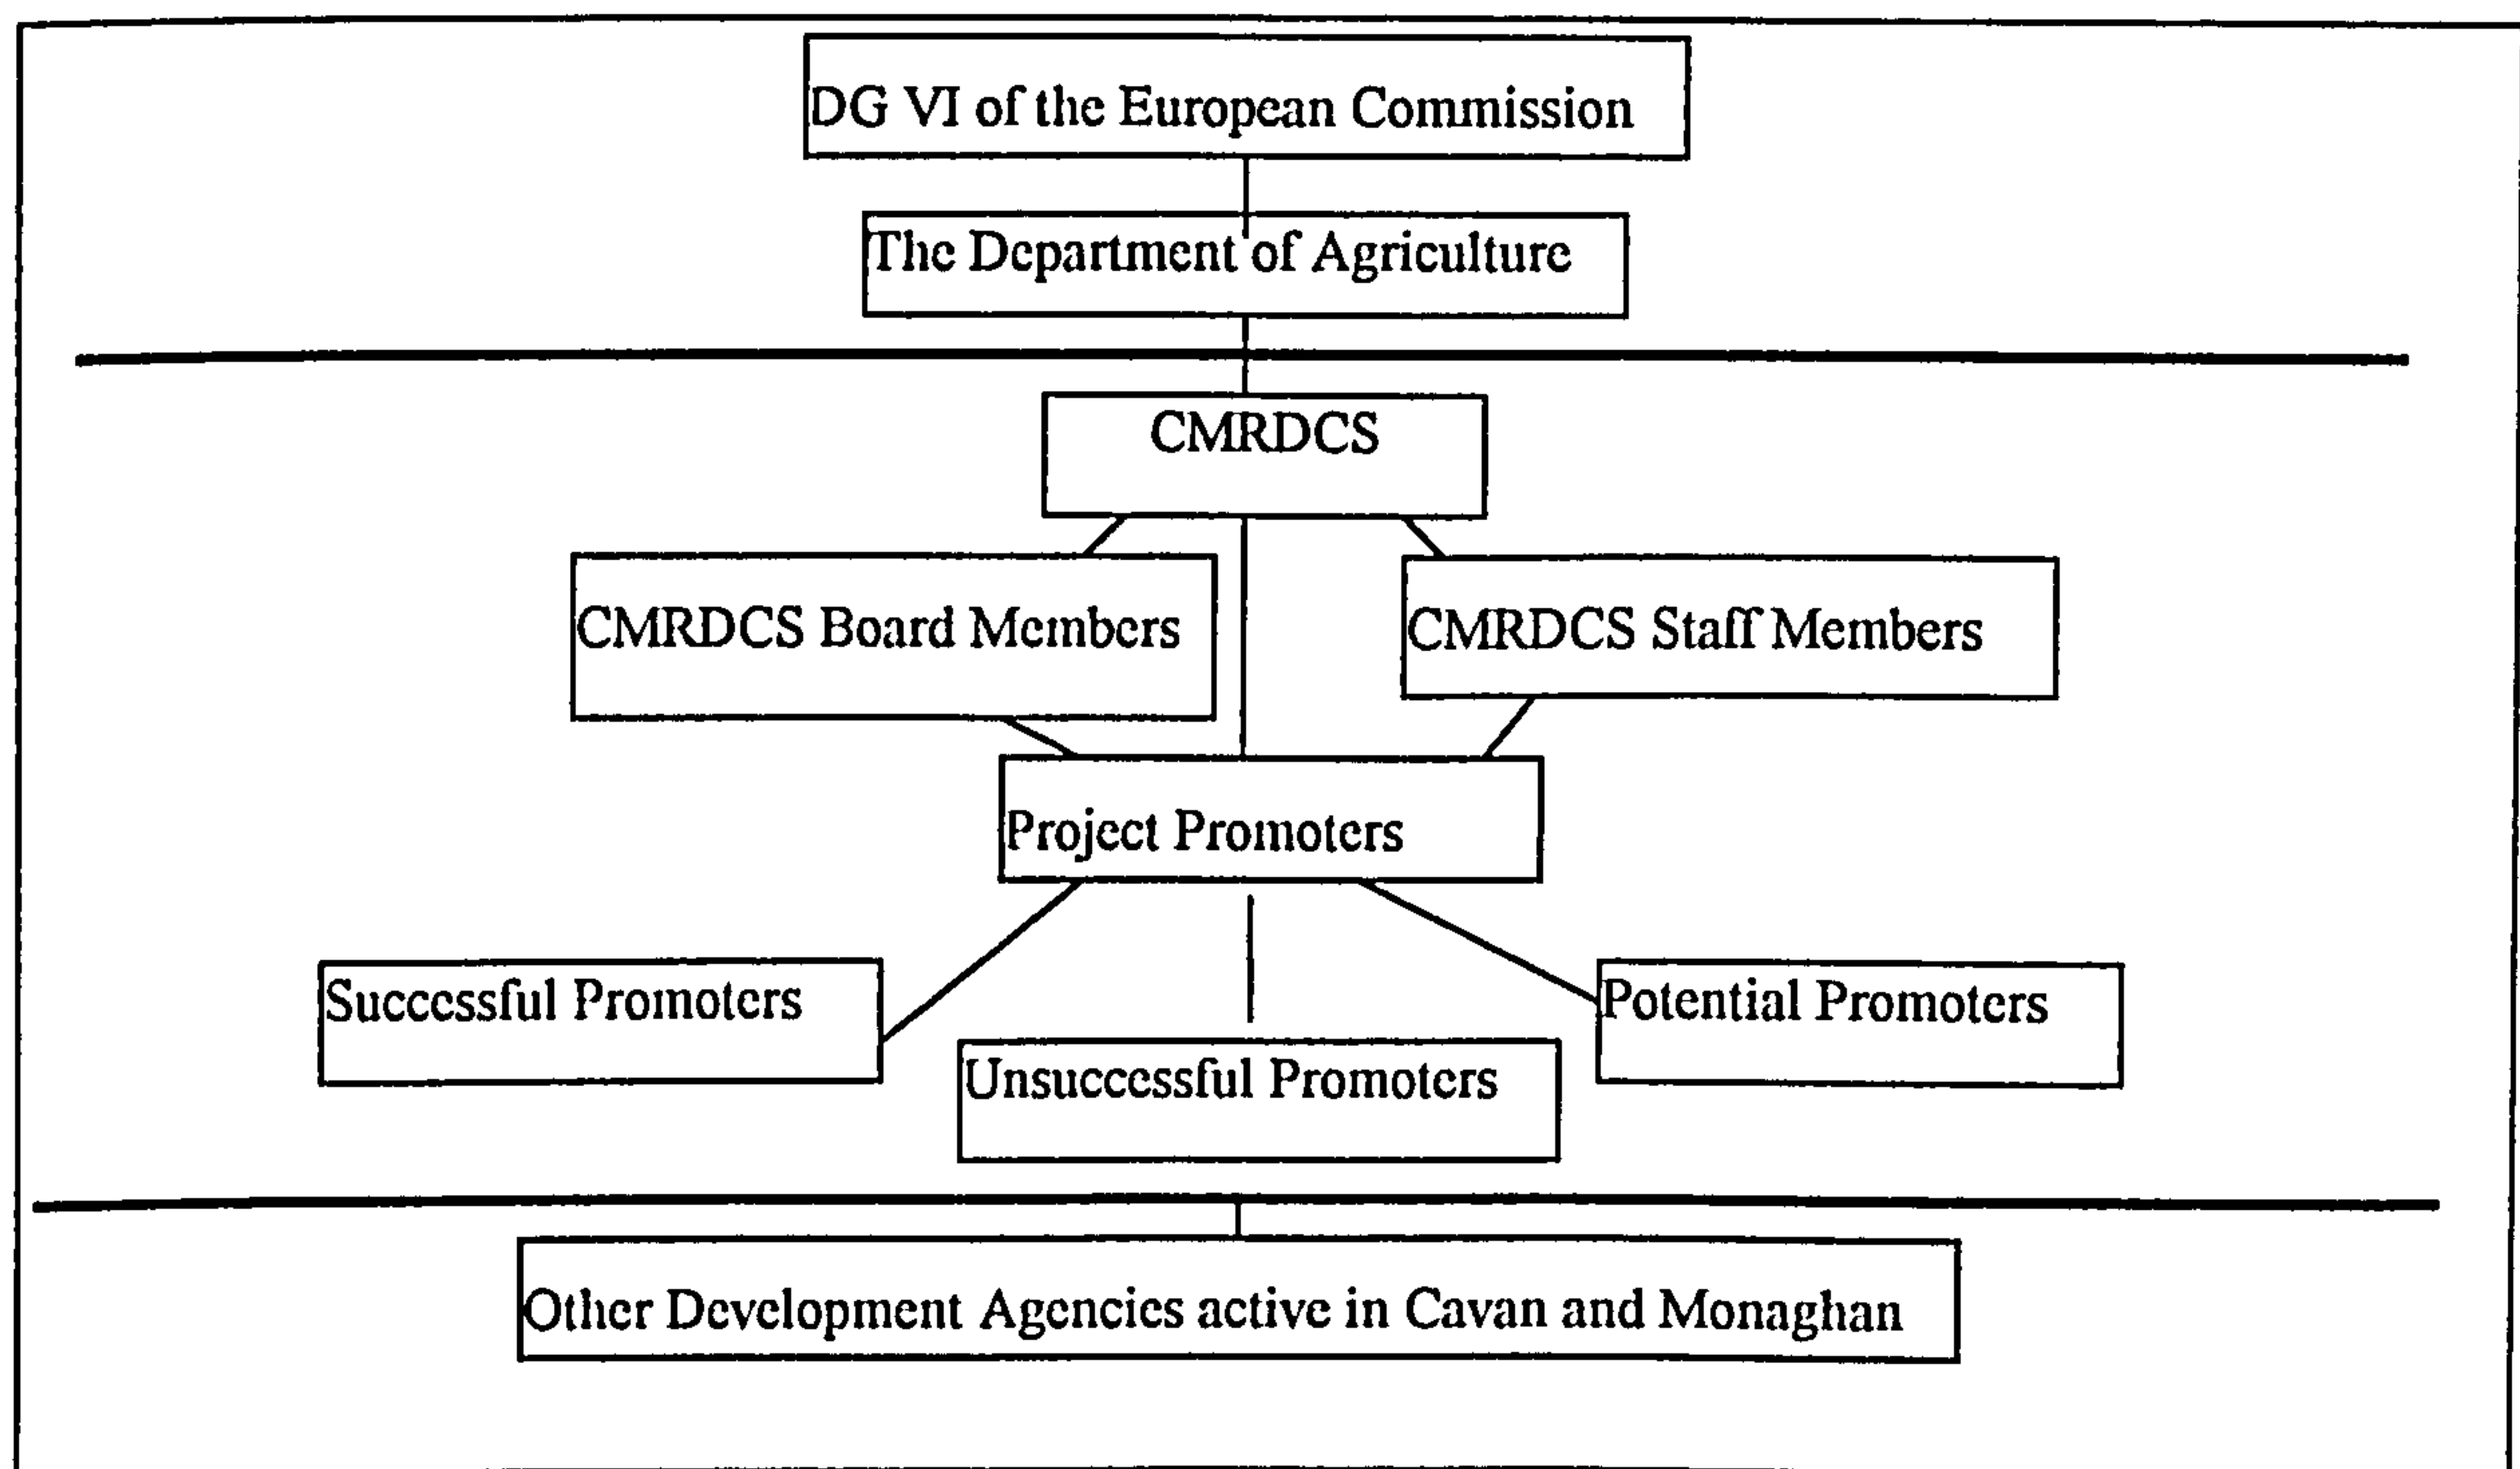 DG VI of the European Commission
The Department of Agriculture
CMRDCS
CMRDCS Board Members
CMRDCS Staff Members
Project Promoters
Successful Promoters
Potential Promoters
Unsuccessful Promoters
Other Development Agencies active in Cavan and Monaghan